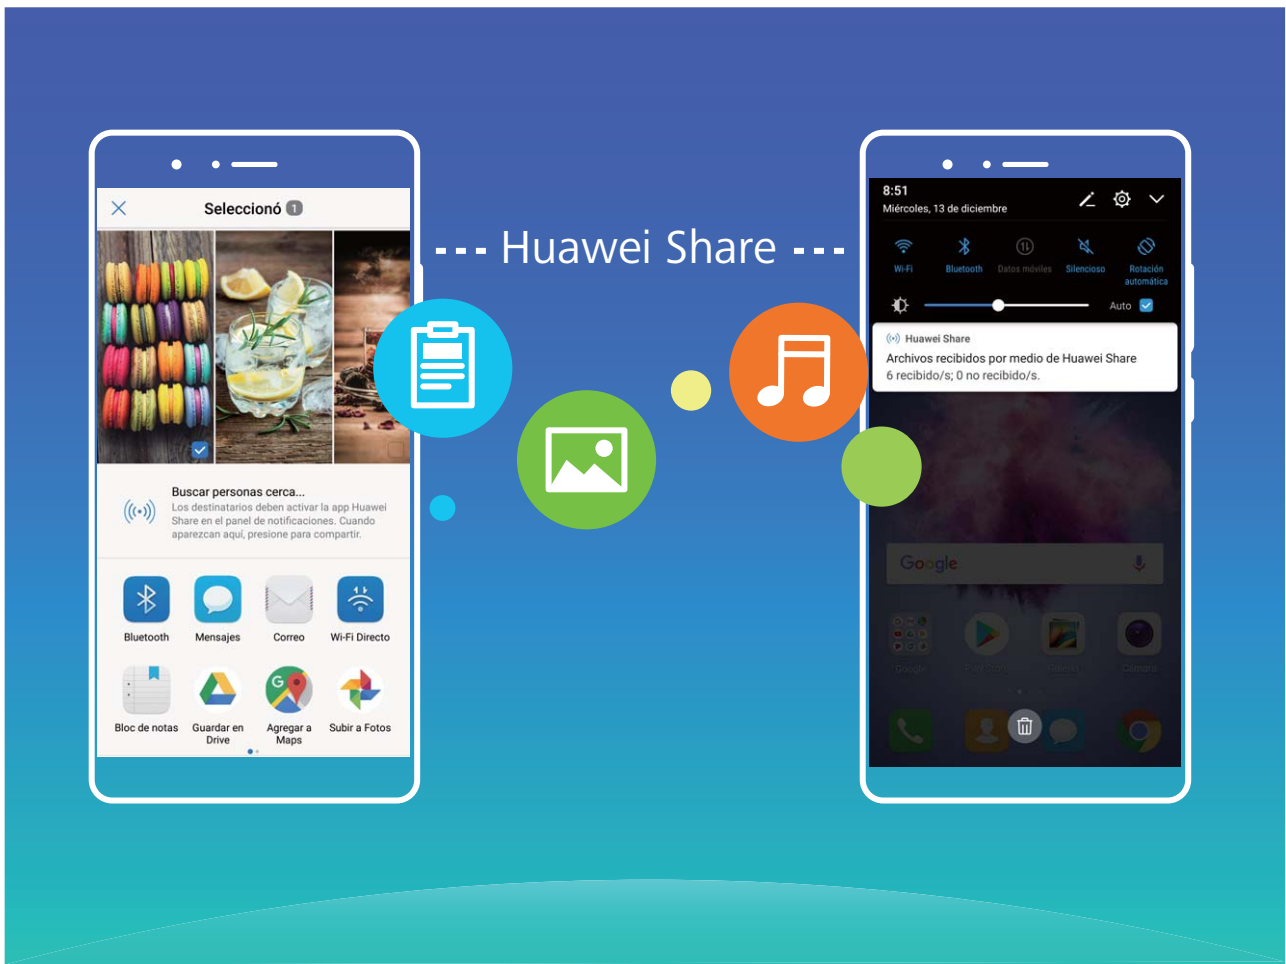 Seleccionó 1
Buscar personas cerca...
Los destinatarios deben activar la app Huawei
Share en el panel de notificaciones. Cuando
aparezcan aquí, presione para compartir.
Bluetooth
Mensajes
Correo
Wi-Fi Directo
Bloc de notas
Guardar en
Drive
Agregar a
Maps
Subir a Fotos
Huawei Share
8:51
Miércoles, 13 de diciembre
Wi-Fi
Bluetooth
Datos móviles
Silencioso
Rotación
automática
Auto
Huawei Share
Archivos recibidos por medio de Huawei Share
6 recibido/s; 0 no recibido/s.
Google
Google